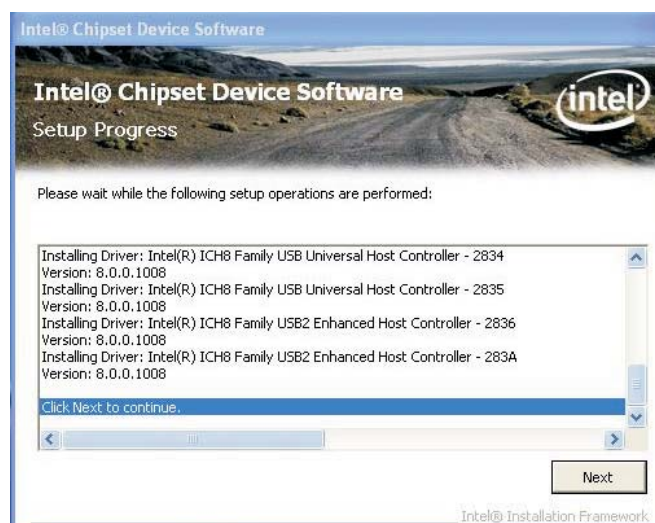 Intel® Chipset Device Software
Intel® Chipset Device Software
intel
Setup Progress
Please wait while the following setup operations are performed:
Installing Driver: Intel(R) ICH8 Family USB Universal Host Controller - 2834
Version: 8.0.0.1008
Installing Driver: Intel(R) ICH8 Family USB Universal Host Controller - 2835
Version: 8.0.0.1008
Installing Driver: Intel(R) ICH8 Family USB2 Enhanced Host Controller - 2836
Version: 8.0.0.1008
Installing Driver: Intel(R) ICH8 Family USB2 Enhanced Host Controller - 283A
Version: 8.0.0.1008
Click Next to continue.
Next
Intel® Installation Framework